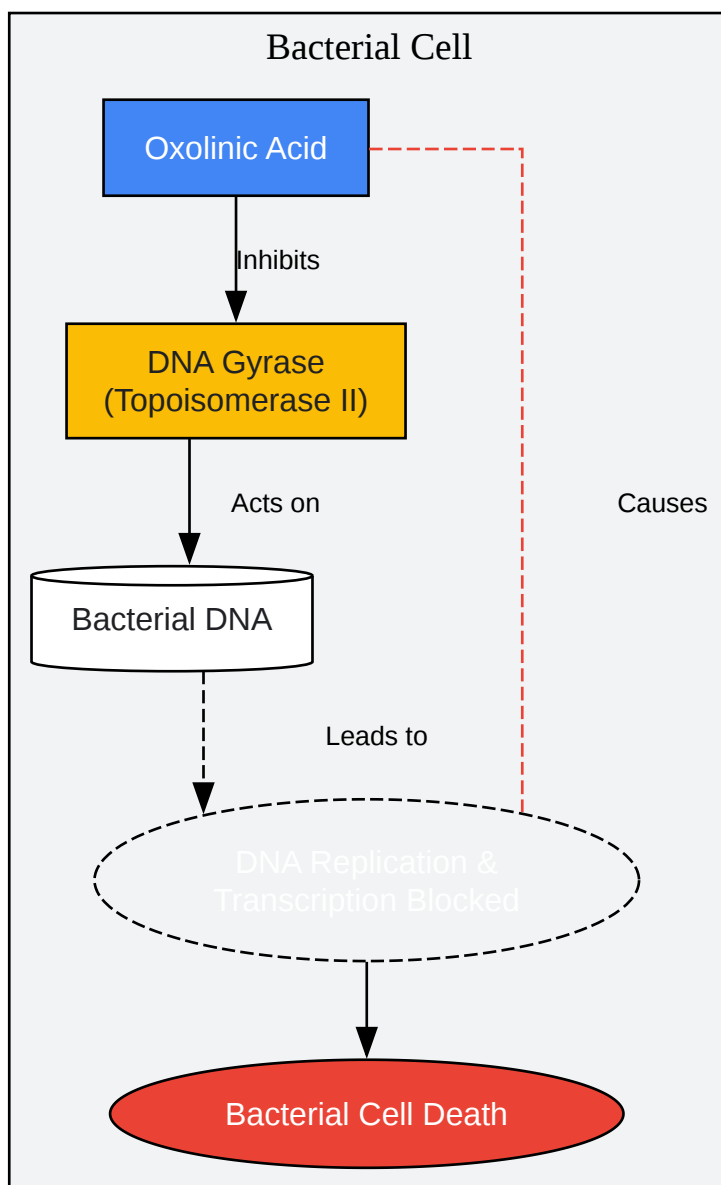 Bacterial Cell
Oxolinic Acid
Inhibits
DNA Gyrase
(Topoisomerase II)
Acts on
Causes
Bacterial DNA
Leads to
DNA Replication &
Transcription Blocked
Bacterial Cell Death